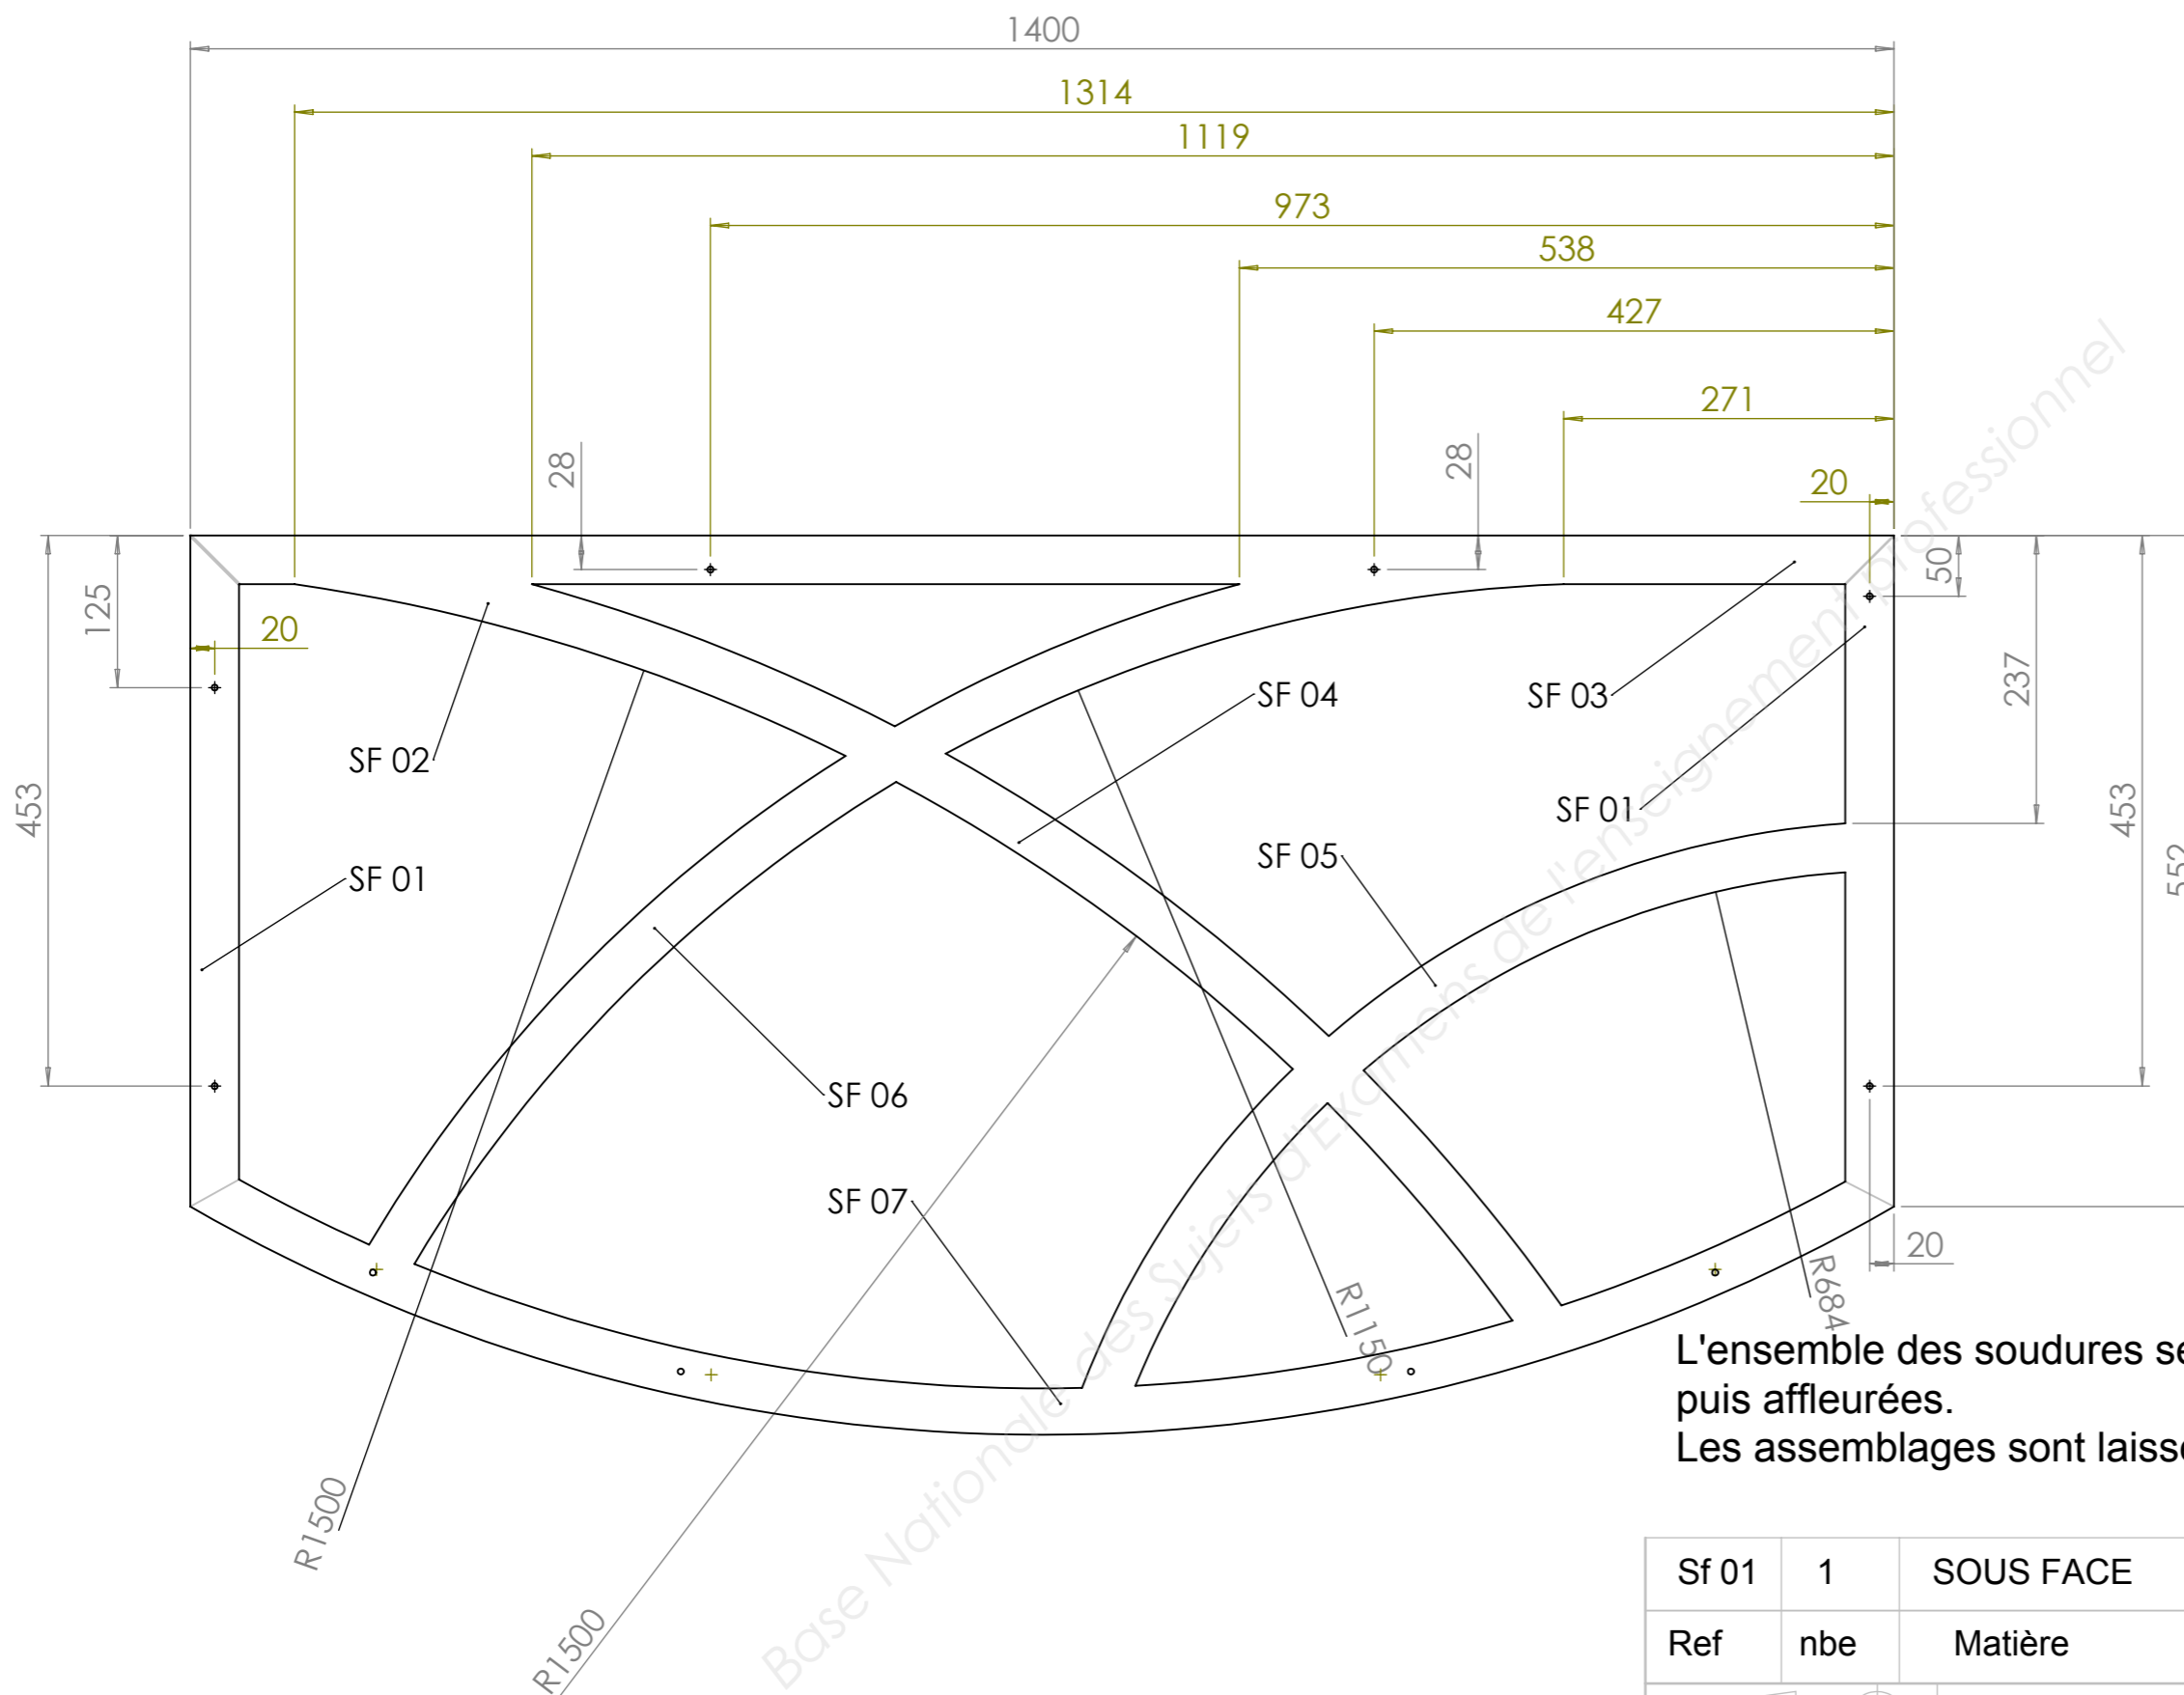 1400
1314
1119
973
538
427
271
28
28
20
50
125
20
237
453
453
552
SF 02
SF 04
SF 03
SF 01
SF 05
SF 01
SF 06
SF 07
20
R684
R1150
R1500
R1500
L'ensemble des soudures se
puis affleurées.
Les assemblages sont laiss
Sf 01 1 SOUS FACE
Ref nbe Matière
Base Nationale des Sujets d'Examens de l'enseignement professionnel